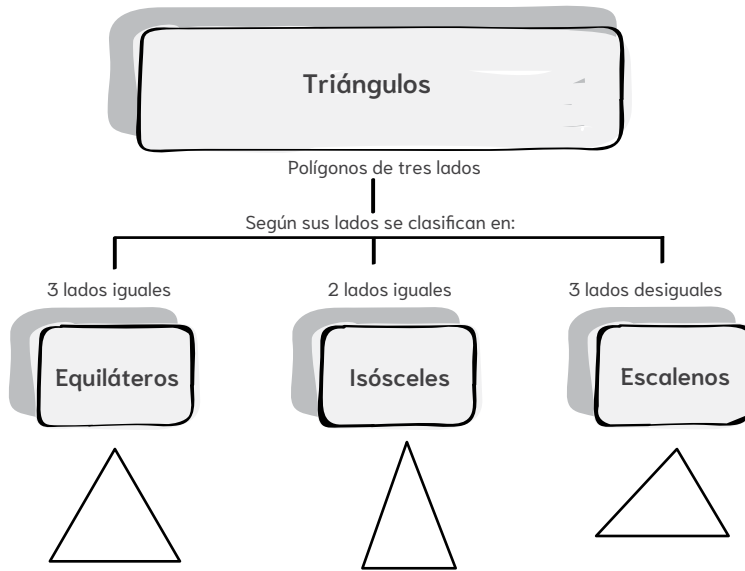 Triángulos
Polígonos de tres lados
Según sus lados se clasifican en:
3 lados iguales
2 lados iguales
3 lados desiguales
Equiláteros
Isósceles
Escalenos